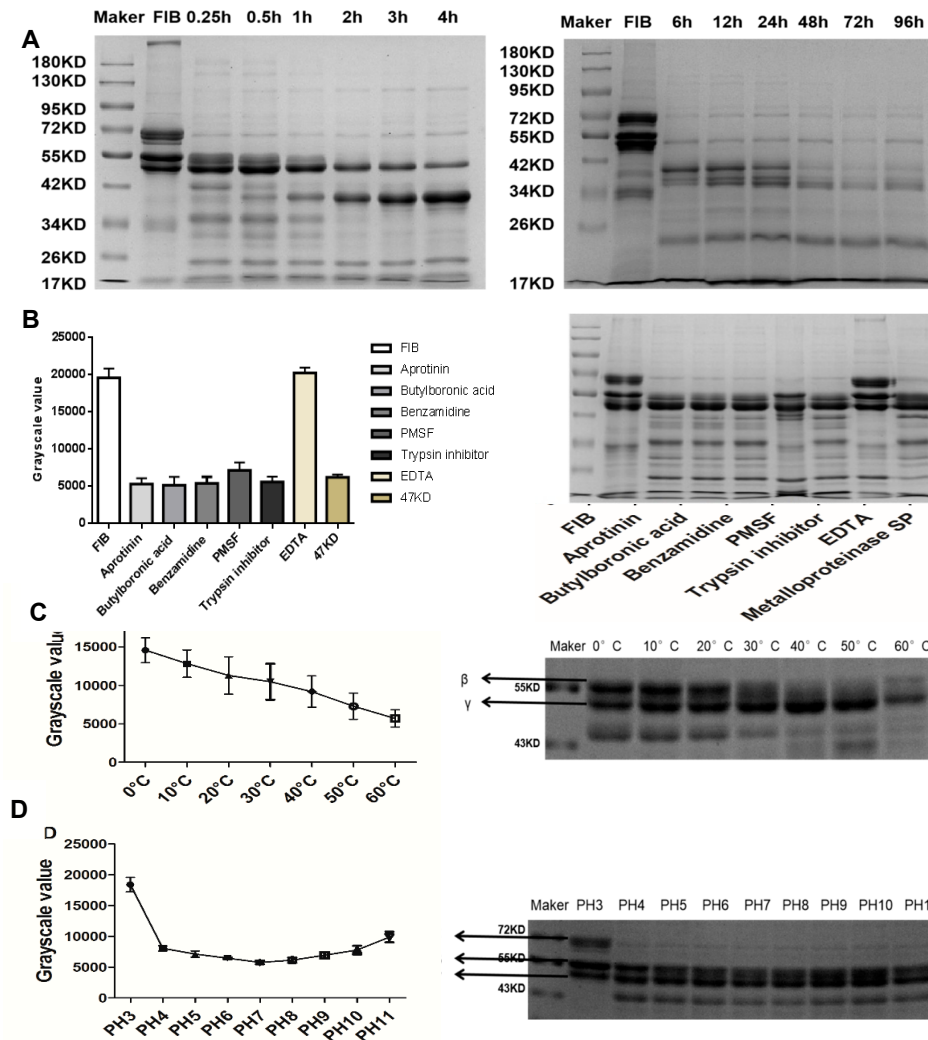 A
Maker FIB 0.25h 0.5h 1h 2h 3h 4h
180KD
130KD
95KD
72KD
55KD
42KD
34KD
26KD
17KD
Maker FIB 6h 12h 24h 48h 72h 96h
180KD
130KD
95KD
72KD
55KD
42KD
34KD
26KD
17KD
B
Grayscale value
25000
20000
15000
10000
5000
0
FIB
Aprotinin
Butylboronic acid
Benzamidine
PMSF
Trypsin inhibitor
EDTA
47KD
FIB
Aprotinin
Butylboronic acid
Benzamidine
PMSF
Trypsin inhibitor
EDTA
47KD
FIB
Aprotinin
Butylboronic acid
Benzamidine
PMSF
Trypsin inhibitor
EDTA
Metalloproteinase SP
C
Grayscale value
15000
10000
5000
0
0°C
10°C
20°C
30°C
40°C
50°C
60°C
Maker 0° C 10° C 20° C 30° C 40° C 50° C 60° C
β
55KD
γ
43KD
D
D
Grayscale value
25000
20000
15000
10000
5000
0
PH3
PH4
PH5
PH6
PH7
PH8
PH9
PH10
PH11
Maker PH3 PH4 PH5 PH6 PH7 PH8 PH9 PH10 PH1
72KD
55KD
43KD